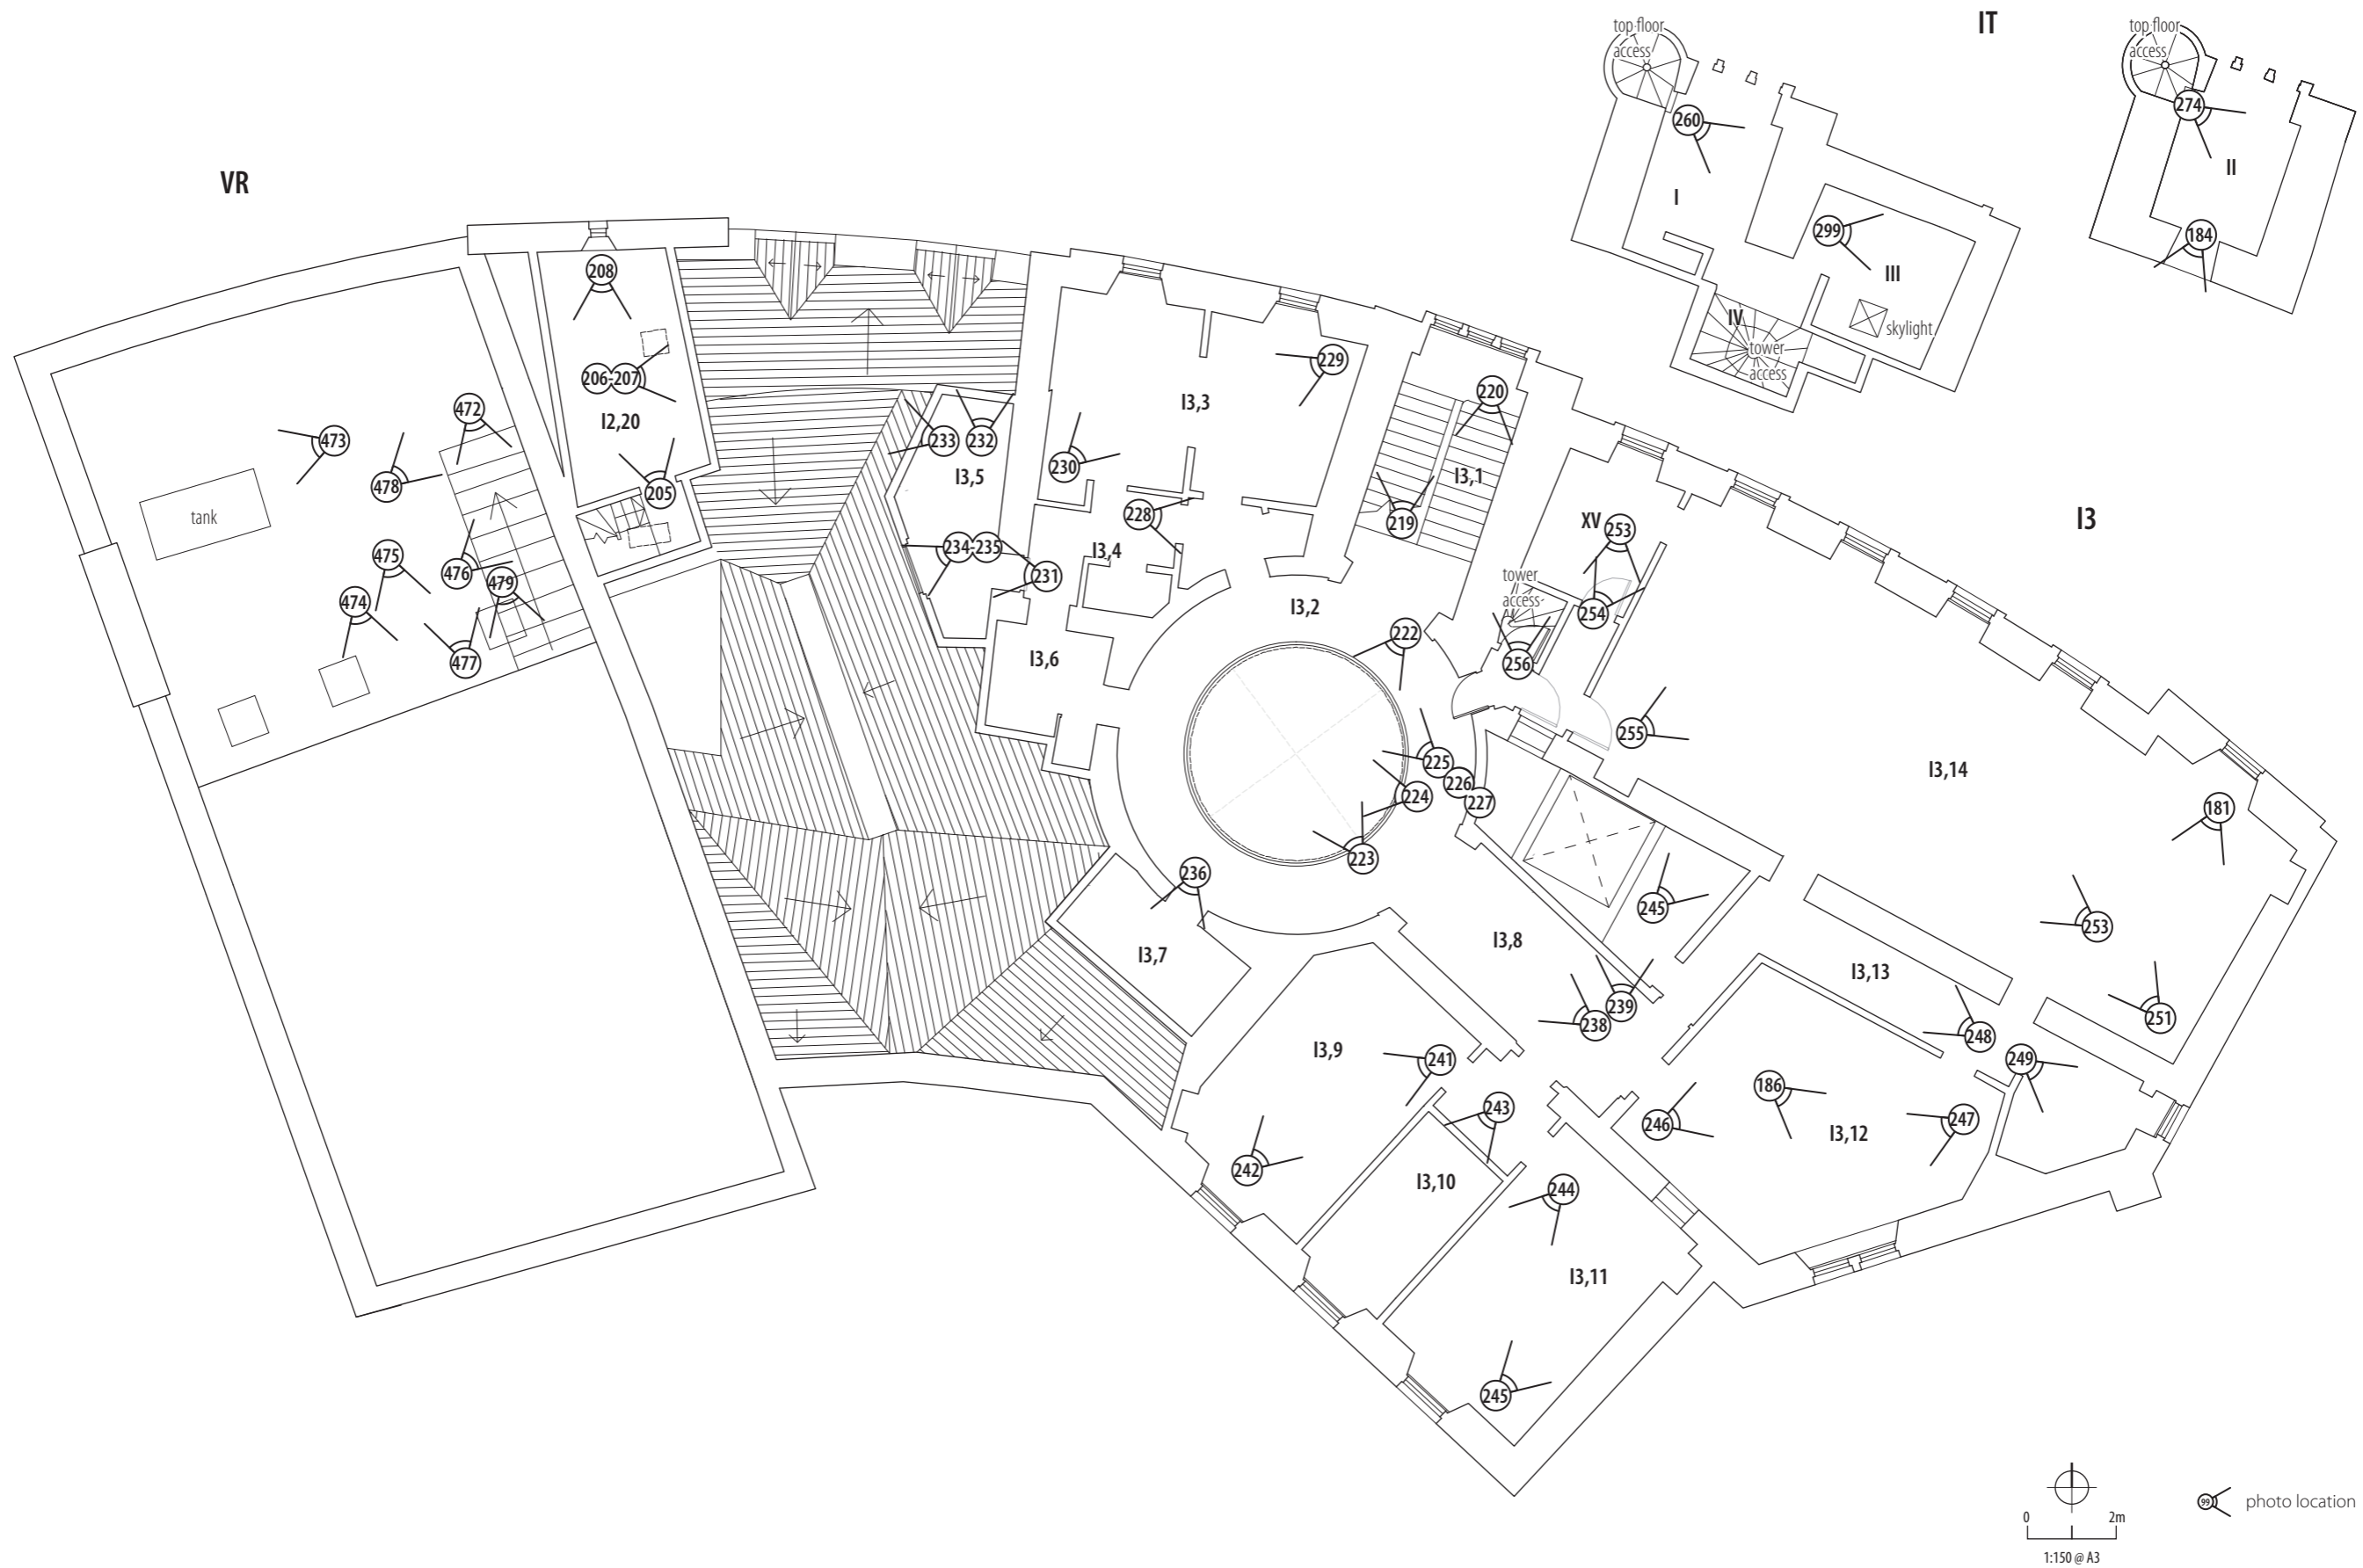 IT
top floor
access
top floor
access
260
274
I
II
299
184
III
IV
skylight
tower
access
VR
208
206-207
I2,20
205
472
473
478
tank
475
476
479
474
477
229
I3,3
220
233
232
I3,5
230
I3,1
228
219
234-235
I3,4
231
I3,2
I3,6
222
XV
253
tower
access
254
256
255
I3
I3,14
181
225
226
224
227
223
236
I3,7
245
I3,8
253
I3,13
239
238
248
251
249
I3,9
241
242
243
186
246
247
I3,12
I3,10
244
I3,11
245
0
2m
1:150 @ A3
99
photo location